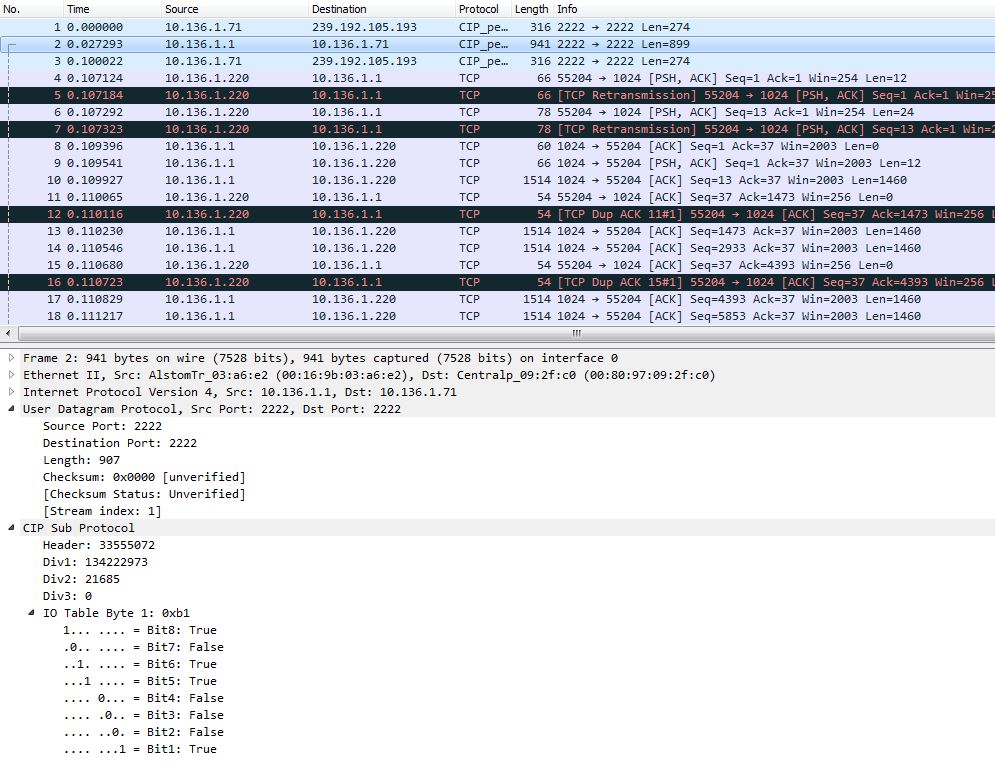 No. Time Source Destination Protocol Length Info
1 0.000000 10.136.1.71 239.192.105.193 CIP_pe… 316 2222 → 2222 Len=274
2 0.027293 10.136.1.1 10.136.1.71 CIP_pe… 941 2222 → 2222 Len=899
3 0.100022 10.136.1.71 239.192.105.193 CIP_pe… 316 2222 → 2222 Len=274
4 0.107124 10.136.1.220 10.136.1.1 TCP 66 55204 → 1024 [PSH, ACK] Seq=1 Ack=1 Win=254 Len=12
5 0.107184 10.136.1.220 10.136.1.1 TCP 66 [TCP Retransmission] 55204 → 1024 [PSH, ACK] Seq=1 Ack=1 Win=25
6 0.107292 10.136.1.220 10.136.1.1 TCP 78 55204 → 1024 [PSH, ACK] Seq=13 Ack=1 Win=254 Len=24
7 0.107323 10.136.1.220 10.136.1.1 TCP 78 [TCP Retransmission] 55204 → 1024 [PSH, ACK] Seq=13 Ack=1 Win=2
8 0.109396 10.136.1.1 10.136.1.220 TCP 60 1024 → 55204 [ACK] Seq=1 Ack=37 Win=2003 Len=0
9 0.109541 10.136.1.1 10.136.1.220 TCP 66 1024 → 55204 [PSH, ACK] Seq=1 Ack=37 Win=2003 Len=12
10 0.109927 10.136.1.1 10.136.1.220 TCP 1514 1024 → 55204 [ACK] Seq=13 Ack=37 Win=2003 Len=1460
11 0.110065 10.136.1.220 10.136.1.1 TCP 54 55204 → 1024 [ACK] Seq=37 Ack=1473 Win=256 Len=0
12 0.110116 10.136.1.220 10.136.1.1 TCP 54 [TCP Dup ACK 11#1] 55204 → 1024 [ACK] Seq=37 Ack=1473 Win=256 L
13 0.110230 10.136.1.1 10.136.1.220 TCP 1514 1024 → 55204 [ACK] Seq=1473 Ack=37 Win=2003 Len=1460
14 0.110546 10.136.1.1 10.136.1.220 TCP 1514 1024 → 55204 [ACK] Seq=2933 Ack=37 Win=2003 Len=1460
15 0.110680 10.136.1.220 10.136.1.1 TCP 54 55204 → 1024 [ACK] Seq=37 Ack=4393 Win=256 Len=0
16 0.110723 10.136.1.220 10.136.1.1 TCP 54 [TCP Dup ACK 15#1] 55204 → 1024 [ACK] Seq=37 Ack=4393 Win=256 L
17 0.110829 10.136.1.1 10.136.1.220 TCP 1514 1024 → 55204 [ACK] Seq=4393 Ack=37 Win=2003 Len=1460
18 0.111217 10.136.1.1 10.136.1.220 TCP 1514 1024 → 55204 [ACK] Seq=5853 Ack=37 Win=2003 Len=1460
Frame 2: 941 bytes on wire (7528 bits), 941 bytes captured (7528 bits) on interface 0
Ethernet II, Src: AlstomTr_03:a6:e2 (00:16:9b:03:a6:e2), Dst: Centralp_09:2f:c0 (00:80:97:09:2f:c0)
Internet Protocol Version 4, Src: 10.136.1.1, Dst: 10.136.1.71
User Datagram Protocol, Src Port: 2222, Dst Port: 2222
Source Port: 2222
Destination Port: 2222
Length: 907
Checksum: 0x0000 [unverified]
[Checksum Status: Unverified]
[Stream index: 1]
CIP Sub Protocol
Header: 33555072
Div1: 134222973
Div2: 21685
Div3: 0
IO Table Byte 1: 0xb1
1... .... = Bit8: True
.0.. .... = Bit7: False
..1. .... = Bit6: True
...1 .... = Bit5: True
.... 0... = Bit4: False
.... .0.. = Bit3: False
.... ..0. = Bit2: False
.... ...1 = Bit1: True